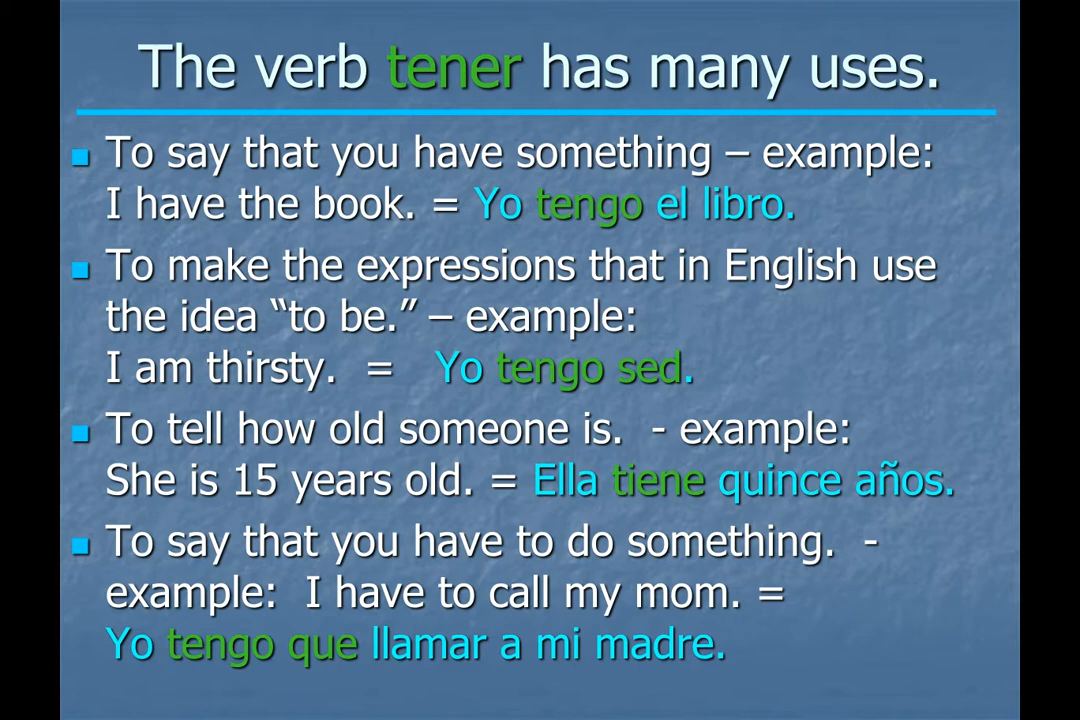 The verb tener has many uses.
To say that you have something – example:
I have the book. = Yo tengo el libro.
To make the expressions that in English use
the idea “to be.” – example:
I am thirsty. = Yo tengo sed.
To tell how old someone is. - example:
She is 15 years old. = Ella tiene quince años.
To say that you have to do something. -
example: I have to call my mom. =
Yo tengo que llamar a mi madre.